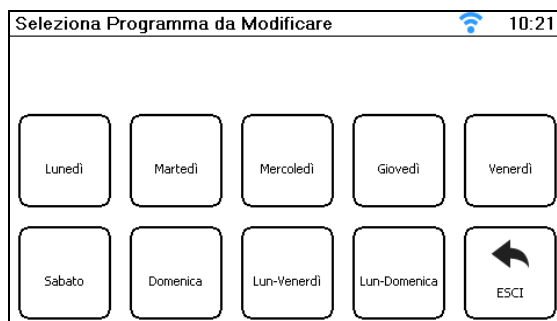 Seleziona Programma da Modificare 10:21
Lunedì Martedì Mercoledì Giovedì Venerdì
Sabato Domenica Lun-Venerdì Lun-Domenica ESCI